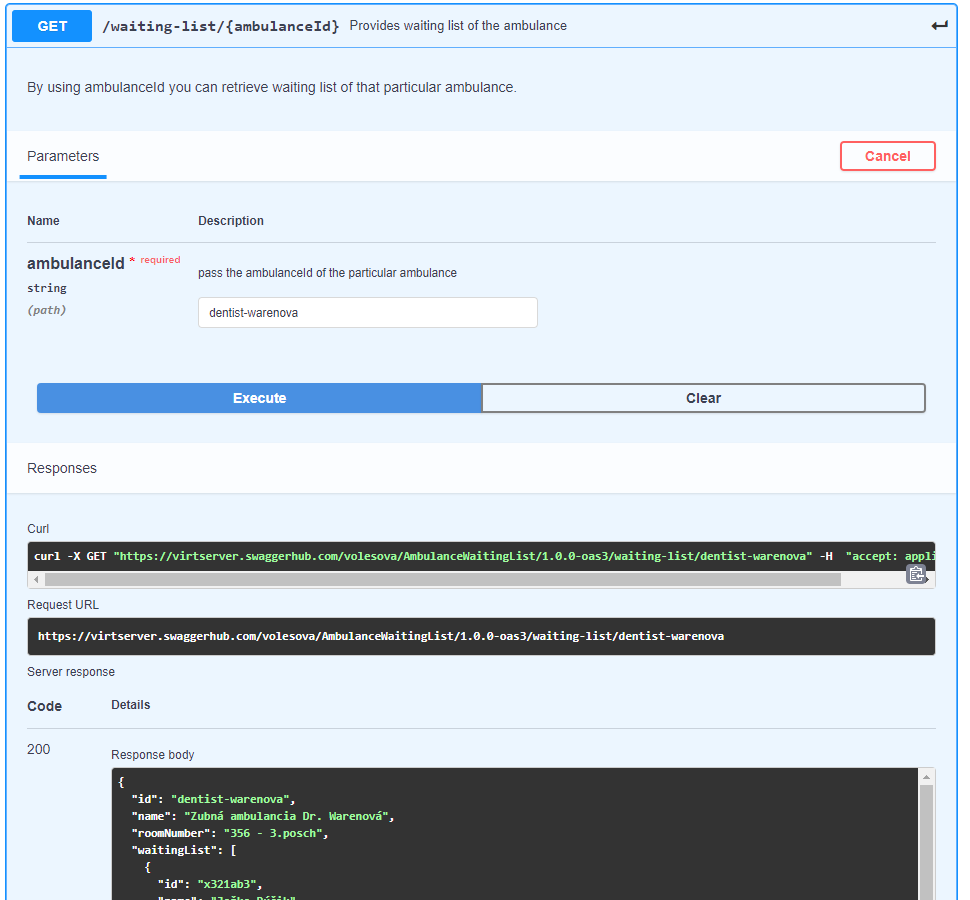 GET /waiting-list/{ambulanceId} Provides waiting list of the ambulance
By using ambulanceId you can retrieve waiting list of that particular ambulance.
Parameters Cancel
Name Description
ambulanceId * required
string
(path)
pass the ambulanceId of the particular ambulance
dentist-warenova
Execute Clear
Responses
Curl
curl -X GET "https://virtserver.swaggerhub.com/volesova/AmbulanceWaitingList/1.0.0-oas3/waiting-list/dentist-warenova" -H "accept: appli
Request URL
https://virtserver.swaggerhub.com/volesova/AmbulanceWaitingList/1.0.0-oas3/waiting-list/dentist-warenova
Server response
Code Details
200
Response body
{
"id": "dentist-warenova",
"name": "Zubná ambulancia Dr. Warenová",
"roomNumber": "356 - 3.posch",
"waitingList": [
{
"id": "x321ab3",